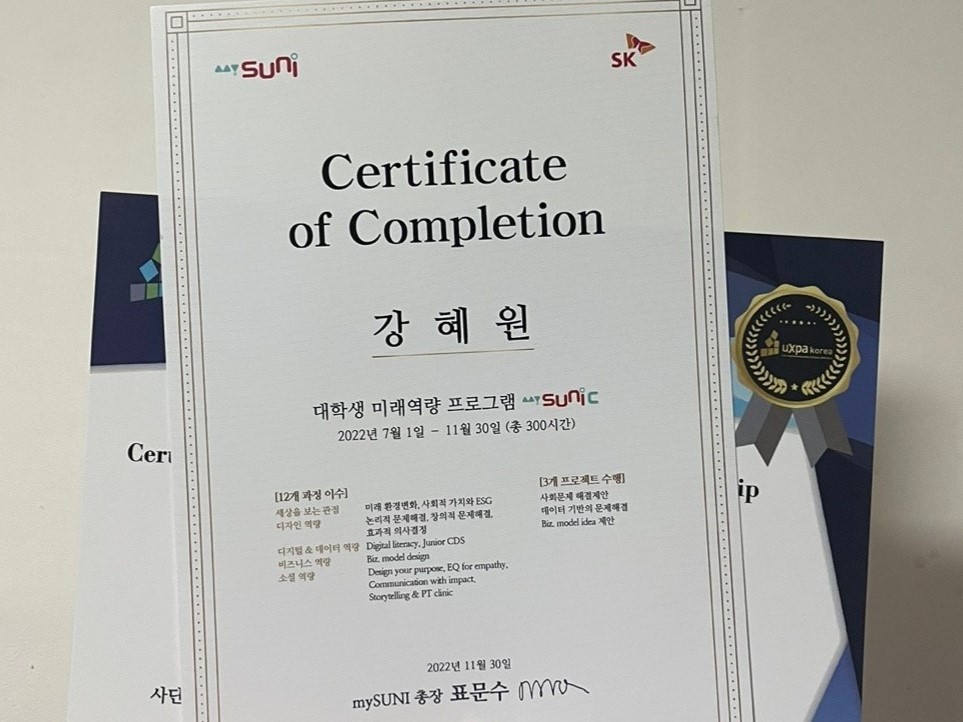 mySUNI
SK
Certificate
of Completion
강 혜 원
대학생 미래역량 프로그램 mySUNI C
2022년 7월 1일 – 11월 30일 (총 300시간)
[12개 과정 이수]
세상을 보는 관점 미래 환경변화, 사회적 가치와 ESG
디자인 역량 논리적 문제해결, 창의적 문제해결,
효과적 의사결정
디지털 & 데이터 역량 Digital literacy, Junior CDS
비즈니스 역량 Biz. model design
소셜 역량 Design your purpose, EQ for empathy,
Communication with impact,
Storytelling & PT clinic
[3개 프로젝트 수행]
사회문제 해결제안
데이터 기반의 문제해결
Biz. model idea 제안
2022년 11월 30일
mySUNI 총장 표문수
uxpa korea
Cer
ip
사단